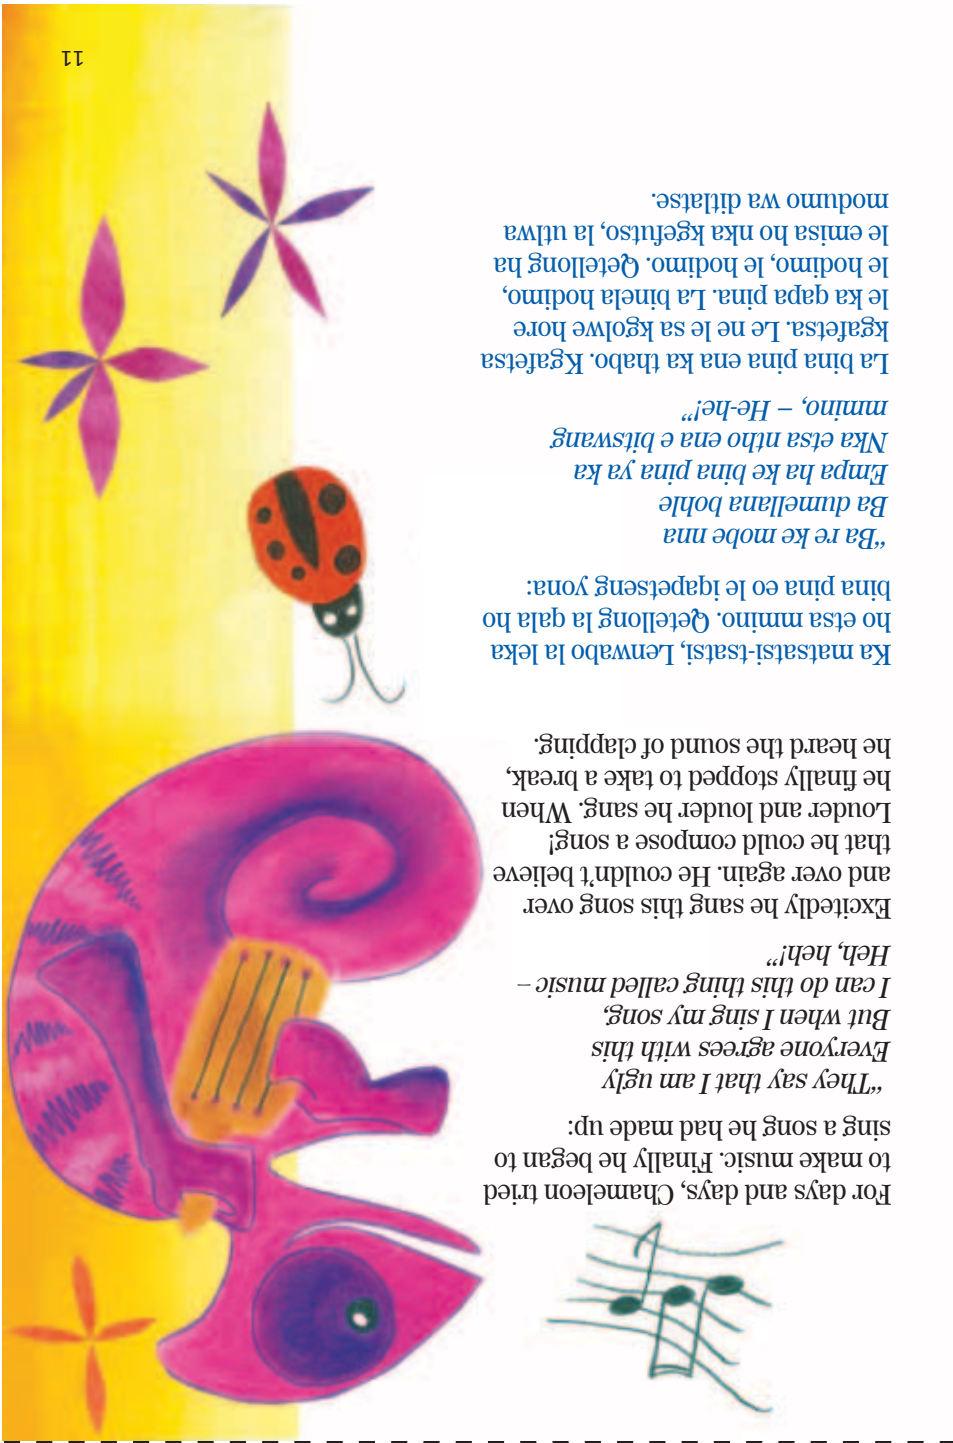 For days and days, Chameleon tried
to make music. Finally he began to
sing a song he had made up:
“They say that I am ugly
Everyone agrees with this
But when I sing my song,
I can do this thing called music –
Heh, heh!”
Excitedly he sang this song over
and over again. He couldn’t believe
that he could compose a song!
Louder and louder he sang. When
he finally stopped to take a break,
he heard the sound of clapping.
Ka matsatsi-tsatsi, Lenwabo la leka
ho etsa mmino. Qetellong la qala ho
bina pina eo le iqapetseng yona:
“Ba re ke mobe nna
Ba dumellana bohle
Empa ha ke bina pina ya ka
Nka etsa ntho ena e bitswang
mmino, – He-he!”
La bina pina ena ka thabo. Kgafetsa
kgafetsa. Le ne le sa kgolwe hore
le ka qapa pina. La binela hodimo,
le hodimo, le hodimo. Qetellong ha
le emisa ho nka kgefutso, la utlwa
modumo wa ditlatse.
11